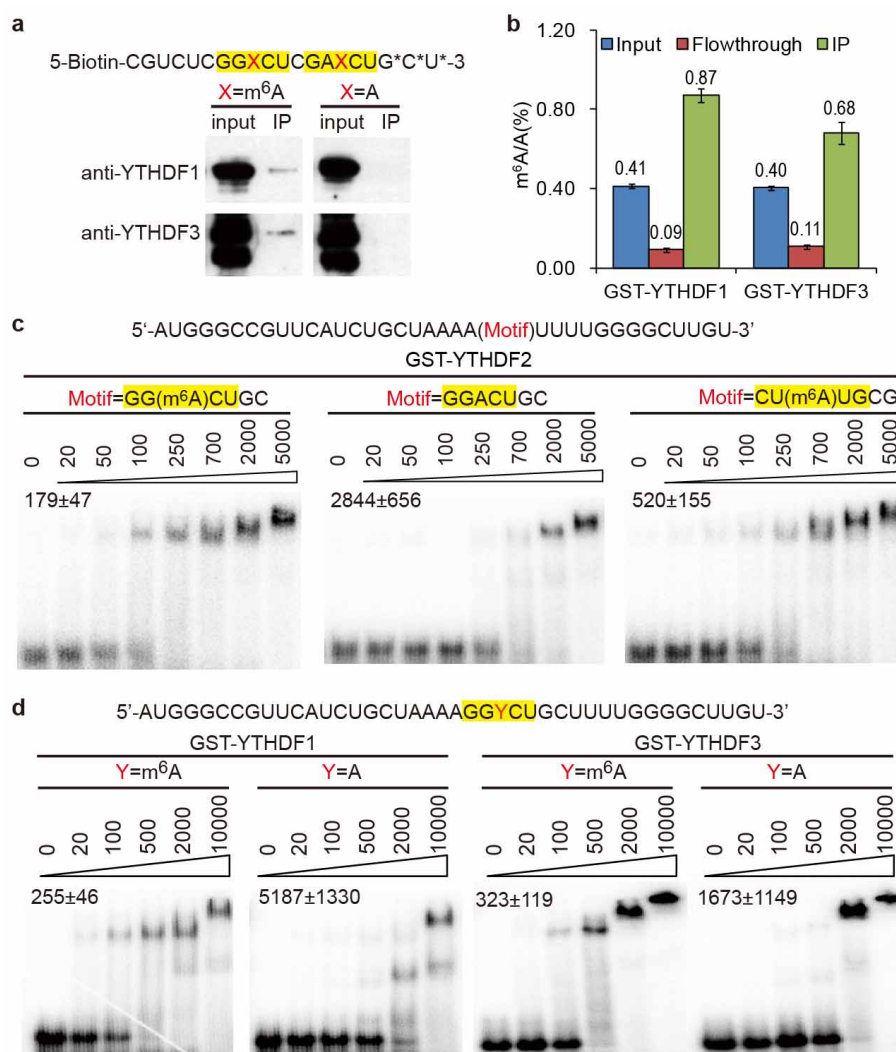 a
5-Biotin-CGUCUCGGXCUCGAXCUG*C*U*-3
X=m6A X=A
input IP input IP
anti-YTHDF1
anti-YTHDF3
b
m6A/A(%)
1.20
0.80
0.40
0.00
Input Flowthrough IP
0.41 0.09 0.87 0.40 0.11 0.68
GST-YTHDF1 GST-YTHDF3
c
5‘-AUGGGCCGUUCAUCUGCUAAAA(Motif)UUUUGGGGCUUGU-3’
GST-YTHDF2
Motif=GG(m6A)CUGC Motif=GGACUGC Motif=CU(m6A)UGCG
0 20 50 100 250 700 2000 5000 0 20 50 100 250 700 2000 5000 0 20 50 100 250 700 2000 5000
179±47 2844±656 520±155
d
5’-AUGGGCCGUUCAUCUGCUAAAAGGYCUGCUUUUGGGGCUUGU-3’
GST-YTHDF1 GST-YTHDF3
Y=m6A Y=A Y=m6A Y=A
0 20 100 500 2000 10000 0 20 100 500 2000 10000 0 20 100 500 2000 10000 0 20 100 500 2000 10000
255±46 5187±1330 323±119 1673±1149